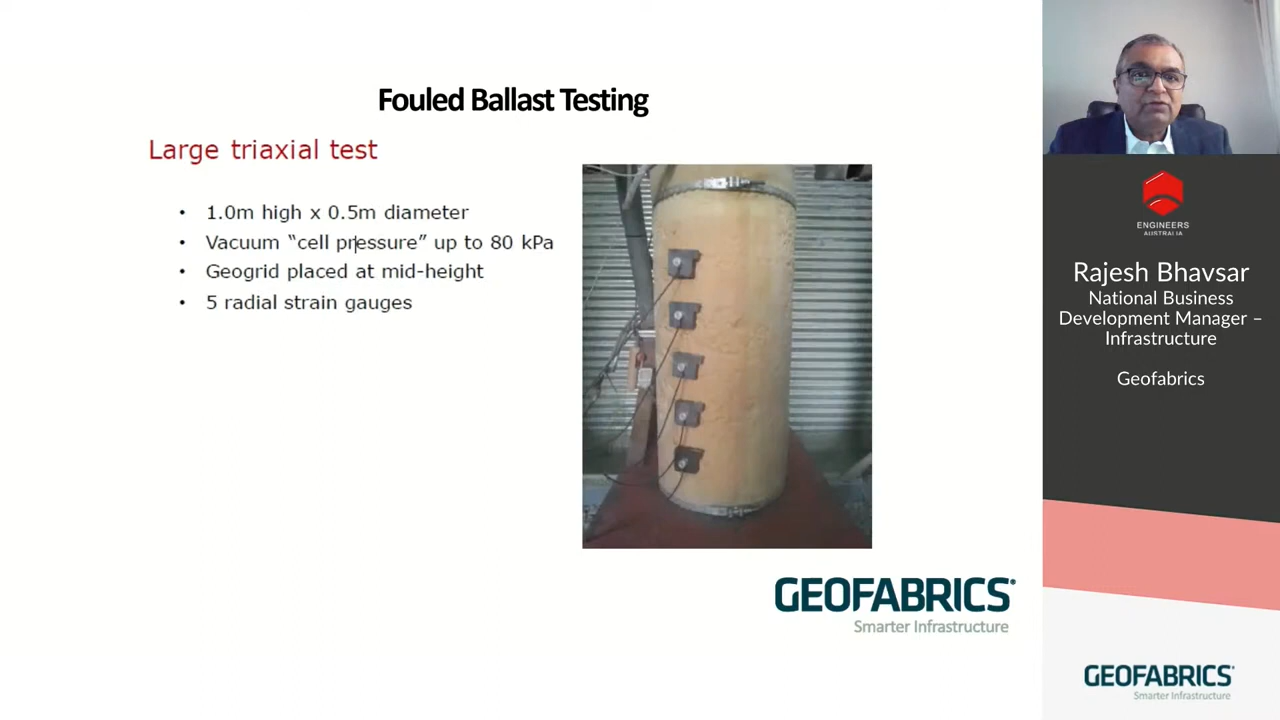 Fouled Ballast Testing
Large triaxial test
• 1.0m high x 0.5m diameter
• Vacuum “cell pressure” up to 80 kPa
• Geogrid placed at mid-height
• 5 radial strain gauges
GEOFABRICS®
Smarter Infrastructure
ENGINEERS
AUSTRALIA
Rajesh Bhavsar
National Business
Development Manager –
Infrastructure
Geofabrics
GEOFABRICS®
Smarter Infrastructure